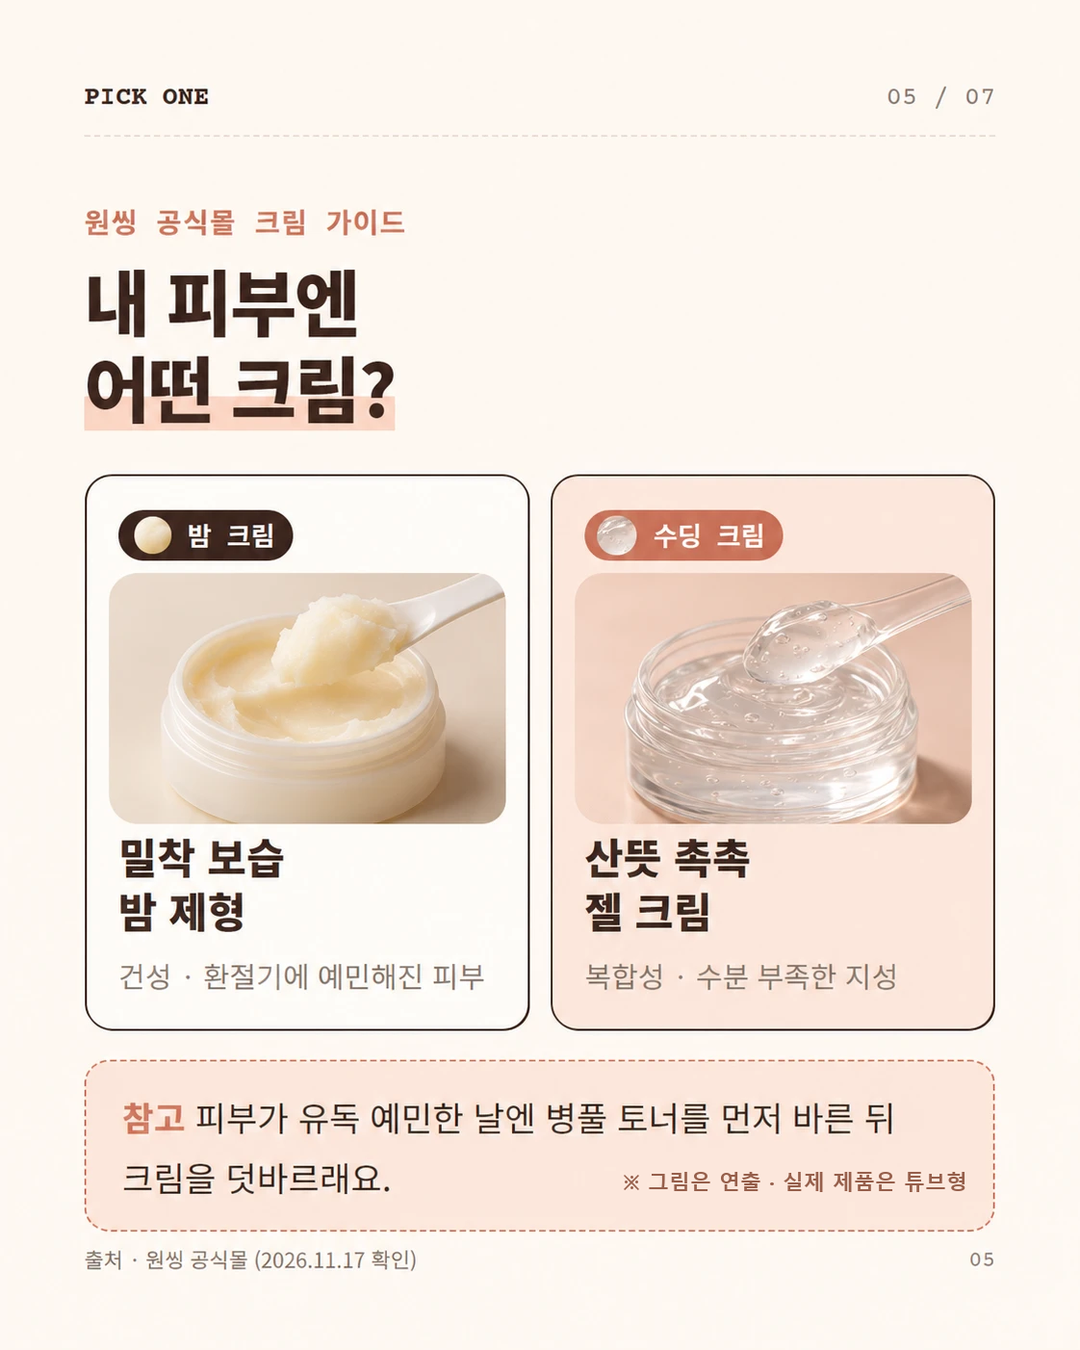 PICK ONE
05 / 07
원씽 공식몰 크림 가이드
내 피부엔
어떤 크림?
밤 크림
밀착 보습
밤 제형
건성 · 환절기에 예민해진 피부
수딩 크림
산뜻 촉촉
젤 크림
복합성 · 수분 부족한 지성
참고 피부가 유독 예민한 날엔 병풀 토너를 먼저 바른 뒤
크림을 덧바르래요.
※ 그림은 연출 · 실제 제품은 튜브형
출처 · 원씽 공식몰 (2026.11.17 확인)
05